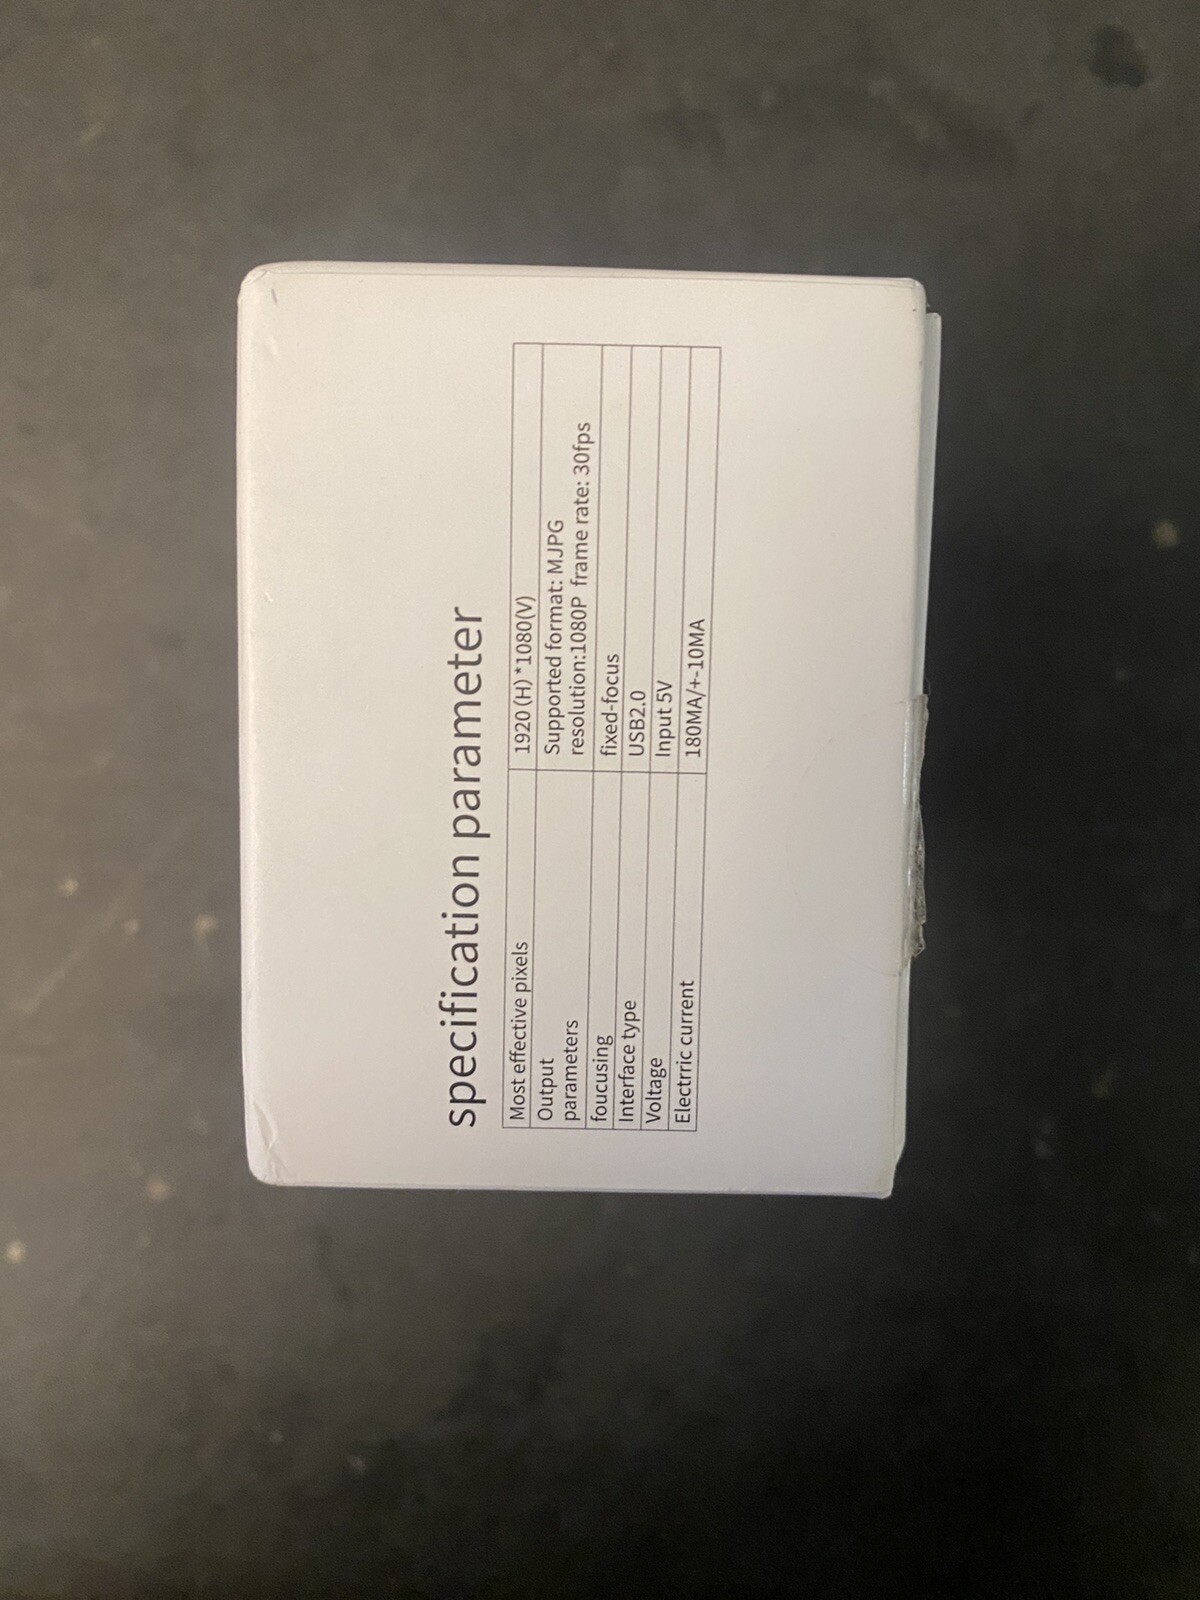 specification parameter
Most effective pixels 1920 (H) *1080(V)
Output parameters Supported format: MJPG
resolution:1080P frame rate: 30fps
foucusing fixed-focus
Interface type USB2.0
Voltage Input 5V
Electrric current 180MA/+-10MA